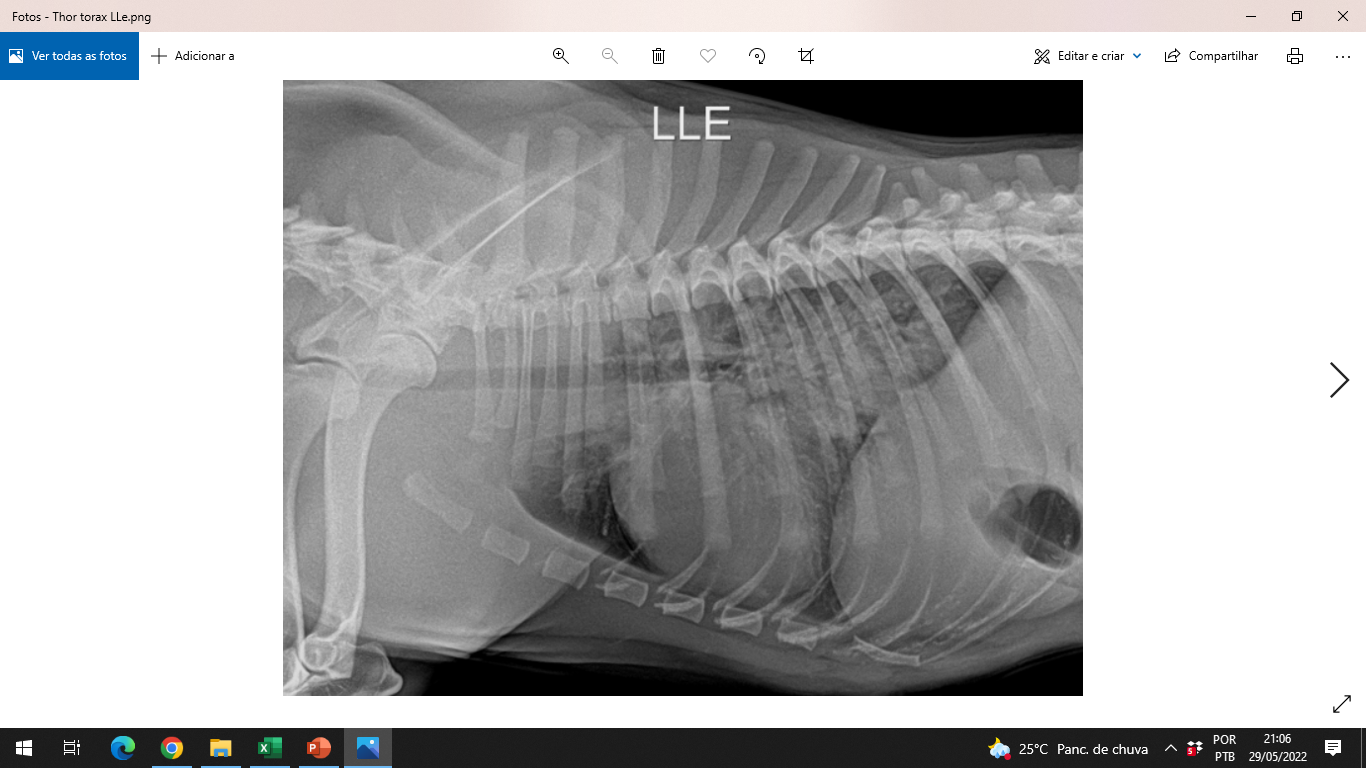 Fotos - Thor torax LLe.png
Ver todas as fotos
Adicionar a
Editar e criar
Compartilhar
LLE
25°C Panc. de chuva
5
POR
PTB
21:06
29/05/2022